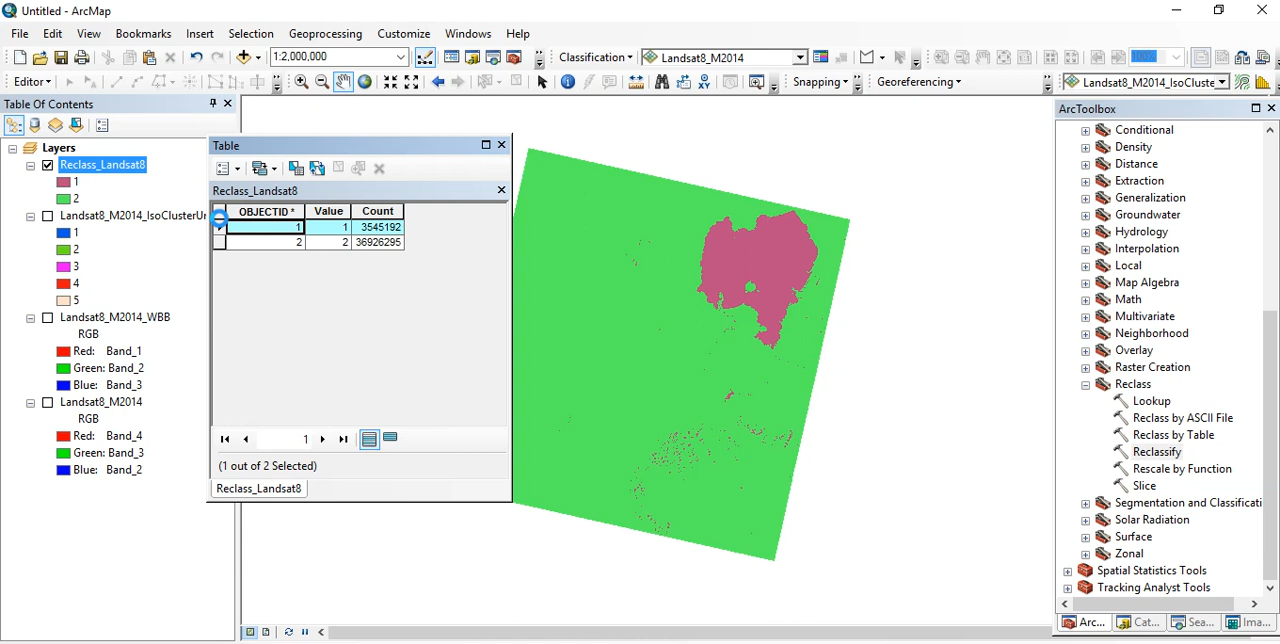 Untitled - ArcMap
File Edit View Bookmarks Insert Selection Geoprocessing Customize Windows Help
1:2,000,000 Classification Landsat8_M2014 100%
Editor Snapping Georeferencing Landsat8_M2014_IsoCluste
Table Of Contents
Layers
Reclass_Landsat8
1
2
Landsat8_M2014_IsoClusterUn
1
2
3
4
5
Landsat8_M2014_WBB
RGB
Red: Band_1
Green: Band_2
Blue: Band_3
Landsat8_M2014
RGB
Red: Band_4
Green: Band_3
Blue: Band_2
Table
Reclass_Landsat8
OBJECTID * Value Count
1 1 3545192
2 2 36926295
1
(1 out of 2 Selected)
Reclass_Landsat8
ArcToolbox
Conditional
Density
Distance
Extraction
Generalization
Groundwater
Hydrology
Interpolation
Local
Map Algebra
Math
Multivariate
Neighborhood
Overlay
Raster Creation
Reclass
Lookup
Reclass by ASCII File
Reclass by Table
Reclassify
Rescale by Function
Slice
Segmentation and Classificati
Solar Radiation
Surface
Zonal
Spatial Statistics Tools
Tracking Analyst Tools
Arc... Cat... Sea... Ima...